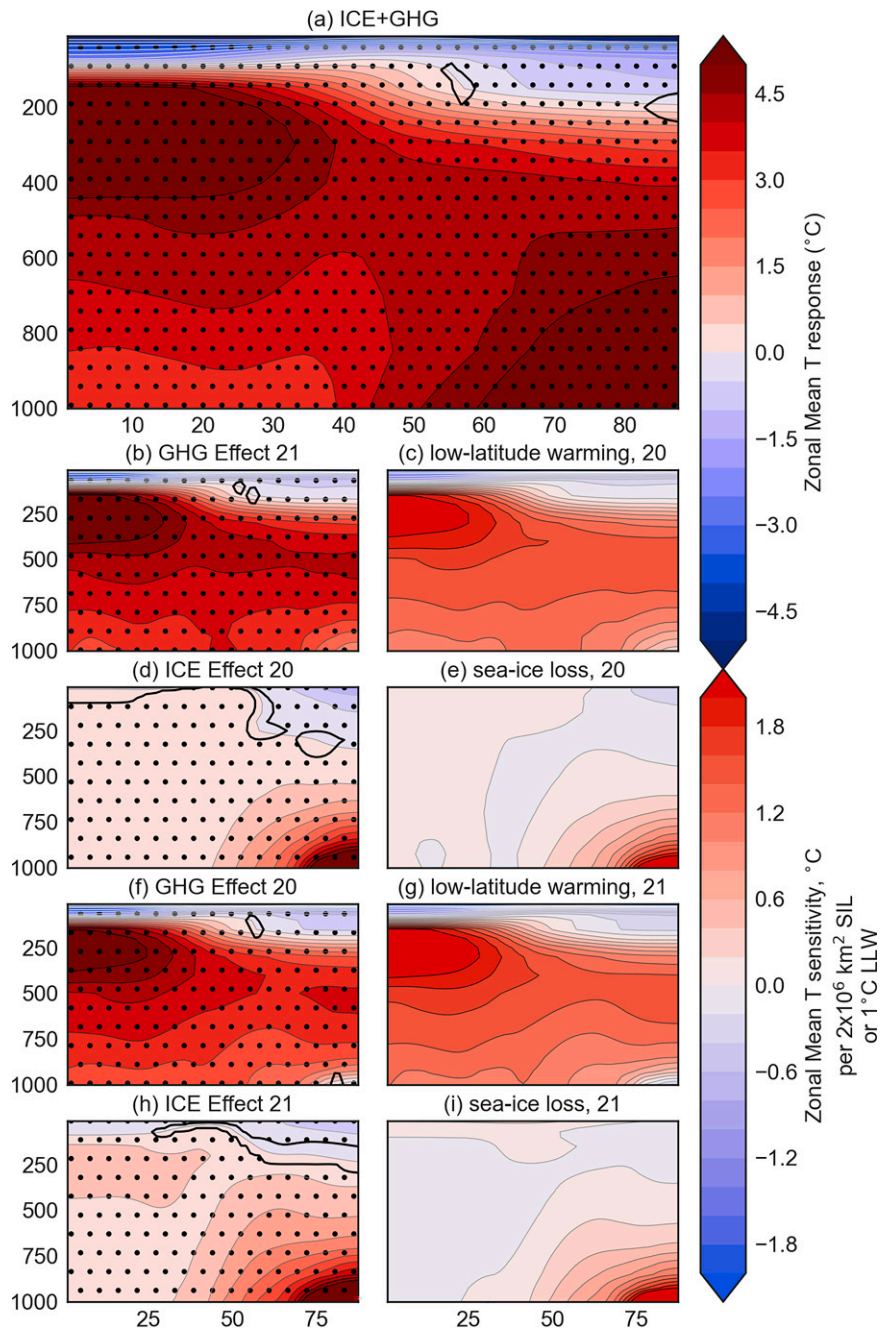 (a) ICE+GHG
200
400
600
800
1000
10 20 30 40 50 60 70 80
(b) GHG Effect 21
(c) low-latitude warming, 20
250
500
750
1000
(d) ICE Effect 20
(e) sea-ice loss, 20
250
500
750
1000
(f) GHG Effect 20
(g) low-latitude warming, 21
250
500
750
1000
(h) ICE Effect 21
(i) sea-ice loss, 21
250
500
750
1000
25 50 75
25 50 75
4.5
3.0
1.5
0.0
−1.5
−3.0
−4.5
Zonal Mean T response (°C)
1.8
1.2
0.6
0.0
−0.6
−1.2
−1.8
Zonal Mean T sensitivity, °C
per 2x10⁶ km² SIL
or 1°C LLW